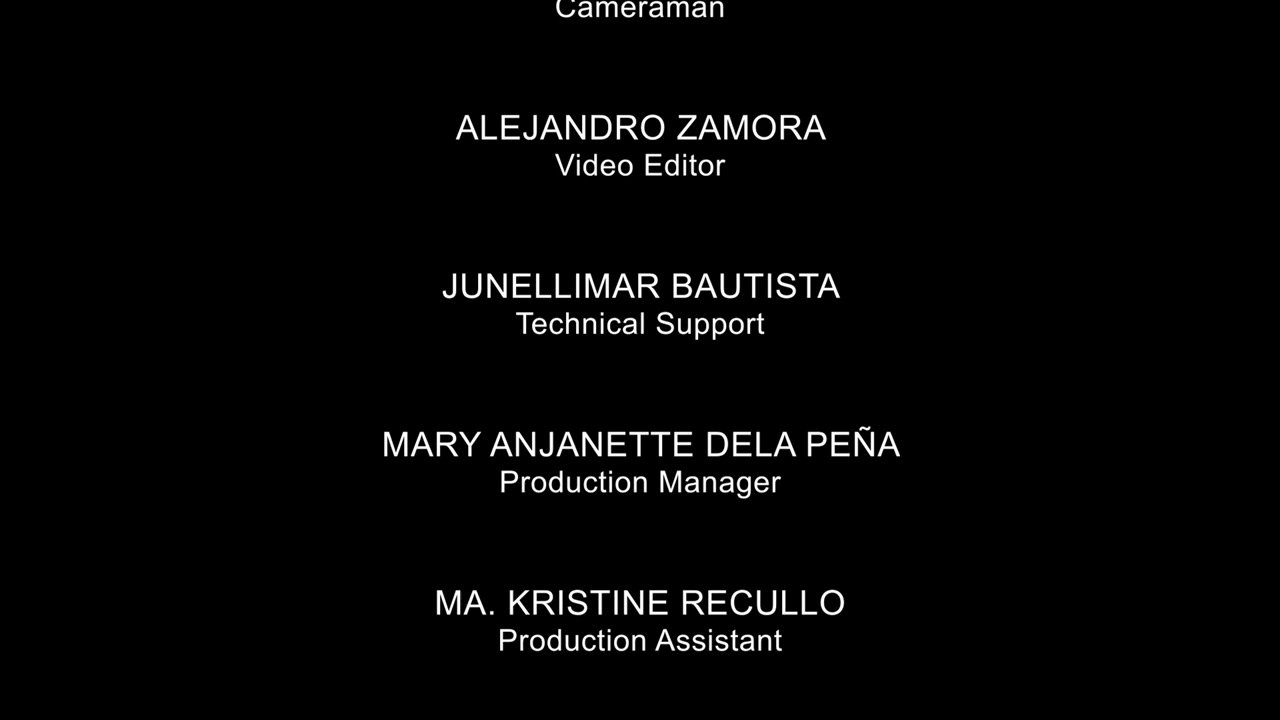 Cameraman
ALEJANDRO ZAMORA
Video Editor
JUNELLIMAR BAUTISTA
Technical Support
MARY ANJANETTE DELA PEÑA
Production Manager
MA. KRISTINE RECULLO
Production Assistant